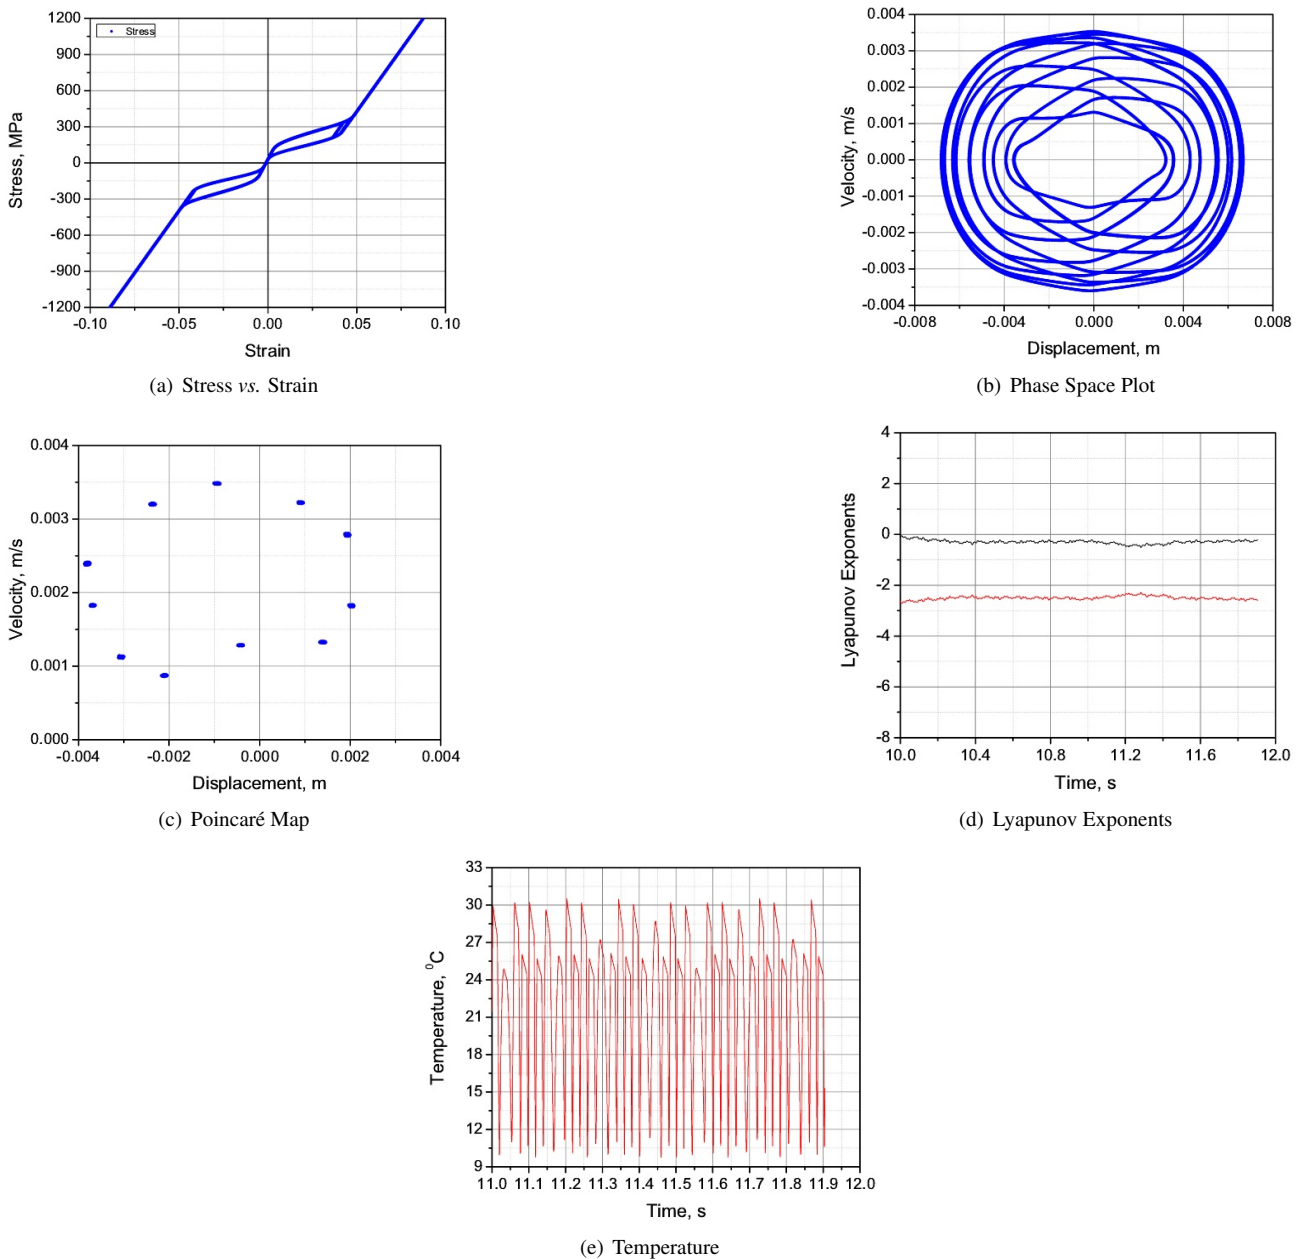 1200
900
600
300
0
-300
-600
-900
-1200
Stress, MPa
Stress
-0.10 -0.05 0.00 0.05 0.10
Strain
(a) Stress vs. Strain
0.004
0.003
0.002
0.001
0.000
-0.001
-0.002
-0.003
-0.004
Velocity, m/s
-0.008 -0.004 0.000 0.004 0.008
Displacement, m
(b) Phase Space Plot
0.004
0.003
0.002
0.001
0.000
Velocity, m/s
-0.004 -0.002 0.000 0.002 0.004
Displacement, m
(c) Poincaré Map
4
2
0
-2
-4
-6
-8
Lyapunov Exponents
10.0 10.4 10.8 11.2 11.6 12.0
Time, s
(d) Lyapunov Exponents
33
30
27
24
21
18
15
12
9
Temperature, ⁰C
11.0 11.1 11.2 11.3 11.4 11.5 11.6 11.7 11.8 11.9 12.0
Time, s
(e) Temperature